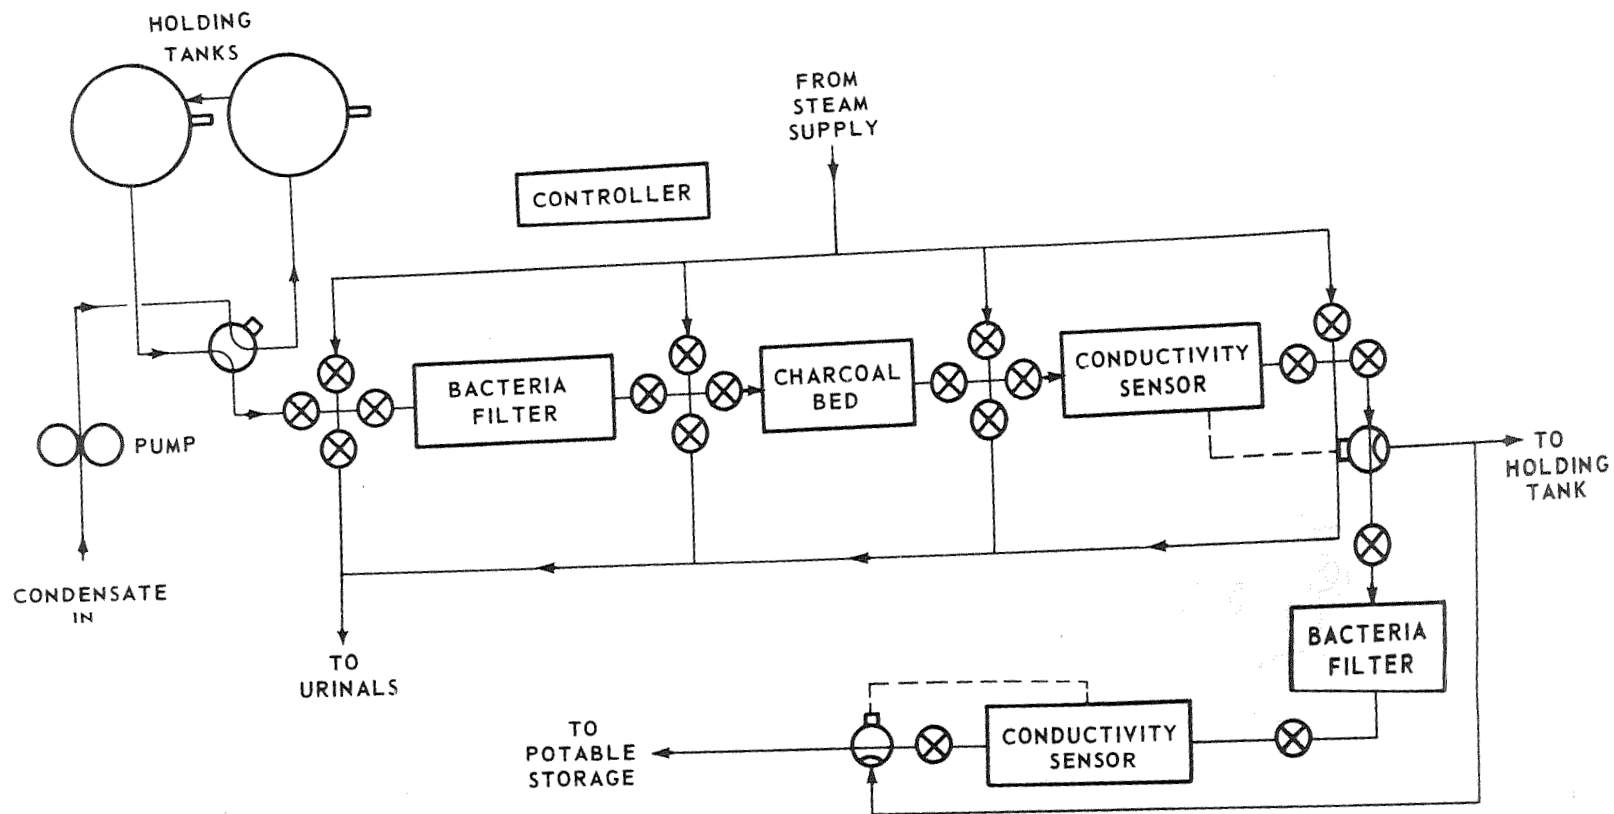 HOLDING
TANKS
FROM
STEAM
SUPPLY
CONTROLLER
BACTERIA
FILTER
CHARCOAL
BED
CONDUCTIVITY
SENSOR
PUMP
TO
HOLDING
TANK
CONDENSATE
IN
TO
URINALS
BACTERIA
FILTER
TO
POTABLE
STORAGE
CONDUCTIVITY
SENSOR